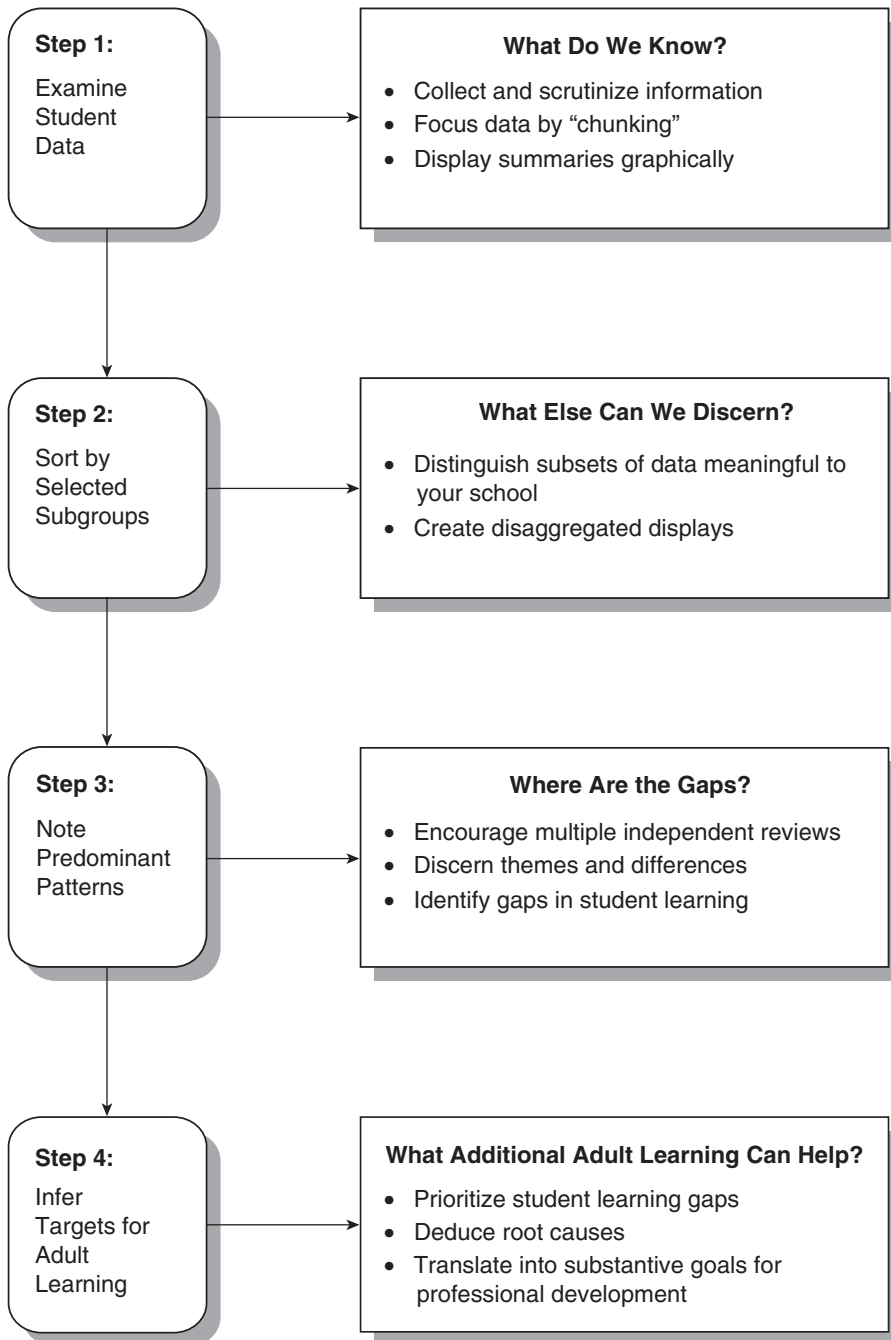 Step 1:
Examine
Student
Data
What Do We Know?
• Collect and scrutinize information
• Focus data by “chunking”
• Display summaries graphically
Step 2:
Sort by
Selected
Subgroups
What Else Can We Discern?
• Distinguish subsets of data meaningful to
your school
• Create disaggregated displays
Step 3:
Note
Predominant
Patterns
Where Are the Gaps?
• Encourage multiple independent reviews
• Discern themes and differences
• Identify gaps in student learning
Step 4:
Infer
Targets for
Adult
Learning
What Additional Adult Learning Can Help?
• Prioritize student learning gaps
• Deduce root causes
• Translate into substantive goals for
professional development